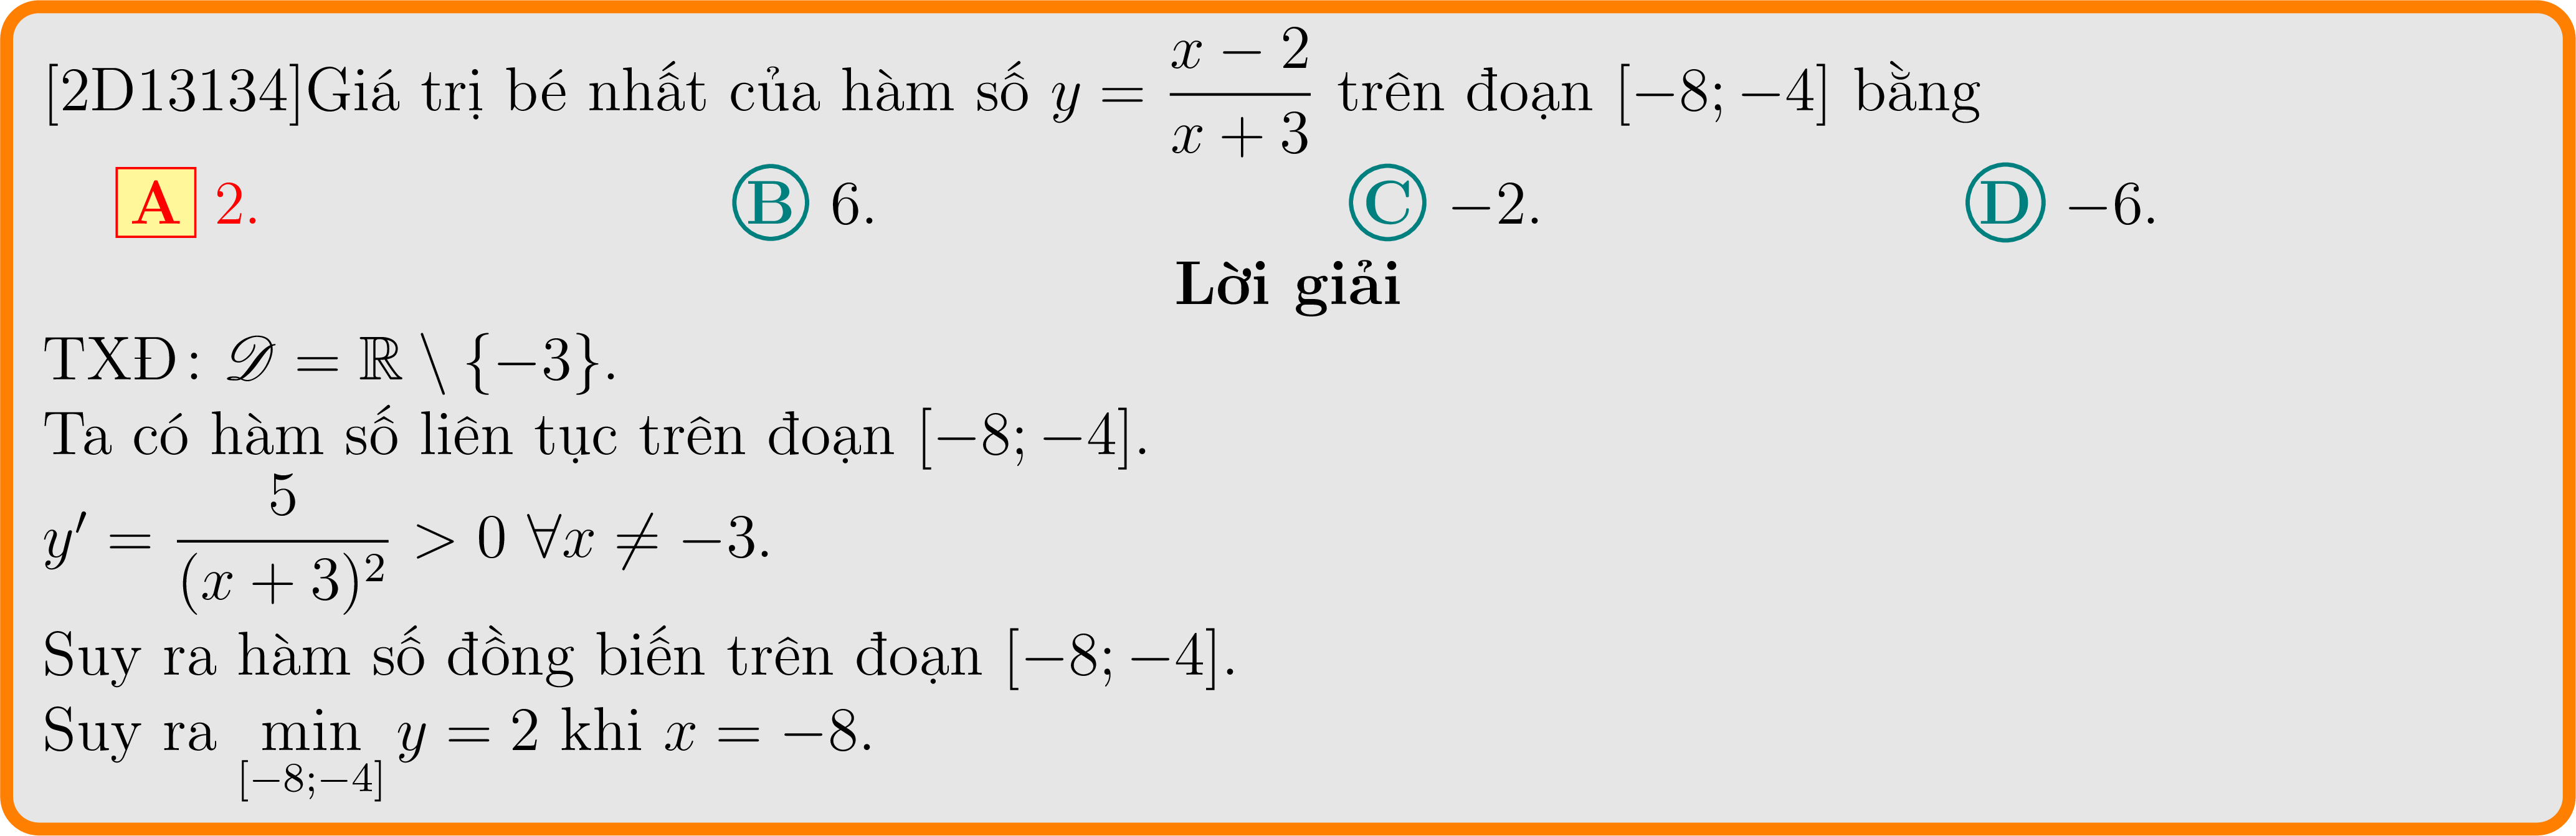 [2D13134]Giá trị bé nhất của hàm số $y = \dfrac{x-2}{x+3}$ trên đoạn $[-8;-4]$ bằng
A 2. B 6. C −2. D −6.
Lời giải
TXĐ: $\mathscr{D} = \mathbb{R} \setminus \{-3\}$.
Ta có hàm số liên tục trên đoạn $[-8;-4]$.
$y' = \dfrac{5}{(x+3)^2} > 0 \ \forall x \neq -3$.
Suy ra hàm số đồng biến trên đoạn $[-8;-4]$.
Suy ra $\min\limits_{[-8;-4]} y = 2$ khi $x = -8$.